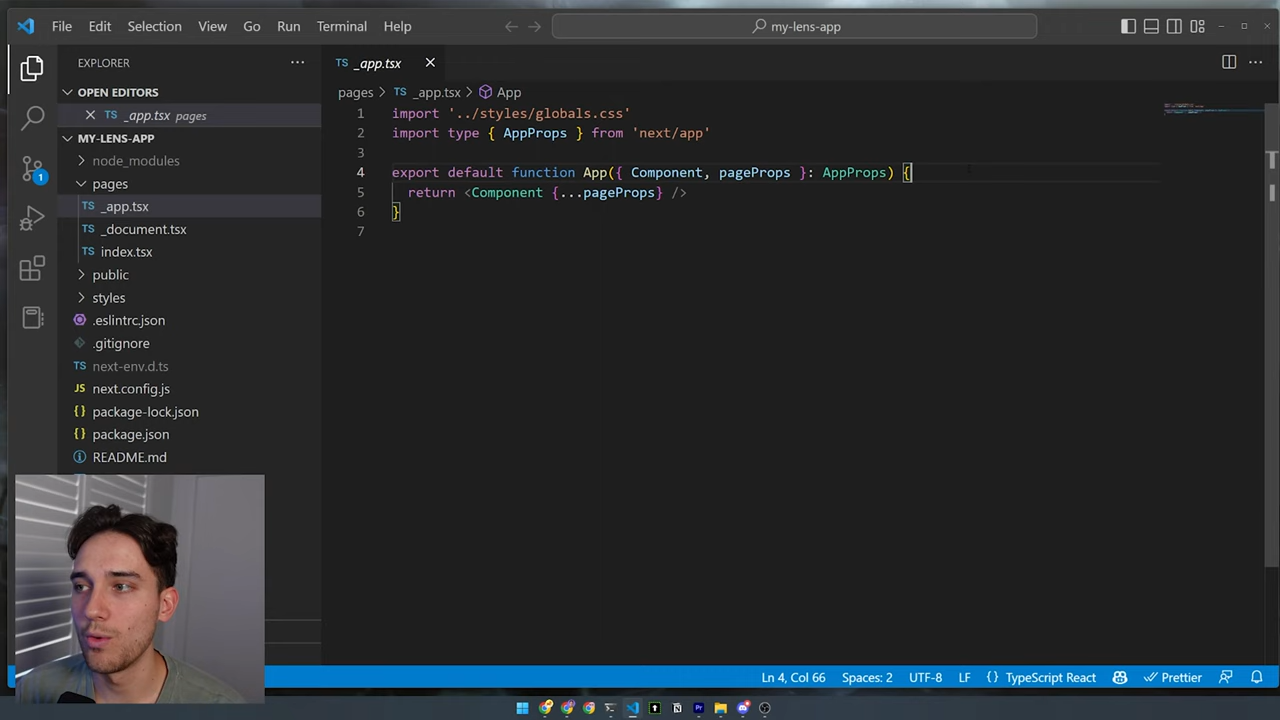 File Edit Selection View Go Run Terminal Help
my-lens-app
EXPLORER
OPEN EDITORS
TS _app.tsx pages
MY-LENS-APP
node_modules
pages
TS _app.tsx
TS _document.tsx
TS index.tsx
public
styles
.eslintrc.json
.gitignore
TS next-env.d.ts
JS next.config.js
{} package-lock.json
{} package.json
README.md
1
TS _app.tsx
pages > TS _app.tsx > App
1 import '../styles/globals.css'
2 import type { AppProps } from 'next/app'
3
4 export default function App({ Component, pageProps }: AppProps) {
5 return <Component {...pageProps} />
6 }
7
Ln 4, Col 66 Spaces: 2 UTF-8 LF {} TypeScript React Prettier